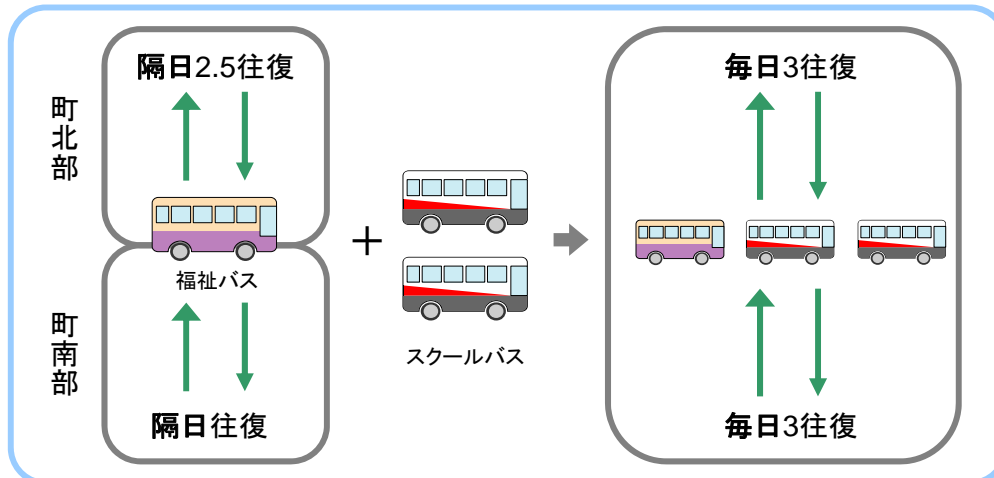 町北部
隔日2.5往復
福祉バス
町南部
隔日往復
＋
スクールバス
毎日3往復
毎日3往復